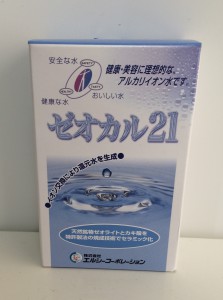 安全な水
健康な水
おいしい水
健康・美容に理想的な、
アルカリイオン水です。
ゼオカル21
●イオン交換により還元水を生成●
天然鉱物ゼオライトとカキ殻を
特許製法の焼成技術でセラミック化
株式会社
エルシーコーポレーション